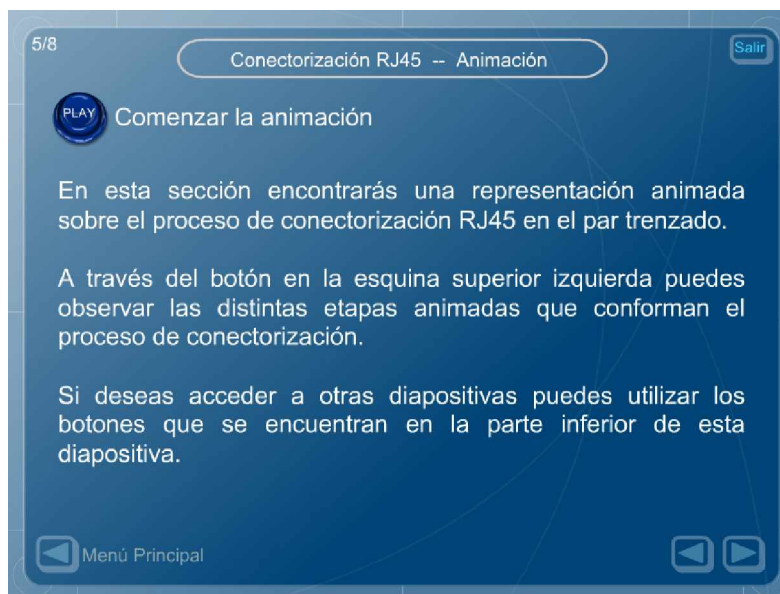 5/8
Conectorización RJ45 -- Animación
Salir
PLAY
Comenzar la animación
En esta sección encontrarás una representación animada
sobre el proceso de conectorización RJ45 en el par trenzado.
A través del botón en la esquina superior izquierda puedes
observar las distintas etapas animadas que conforman el
proceso de conectorización.
Si deseas acceder a otras diapositivas puedes utilizar los
botones que se encuentran en la parte inferior de esta
diapositiva.
Menú Principal